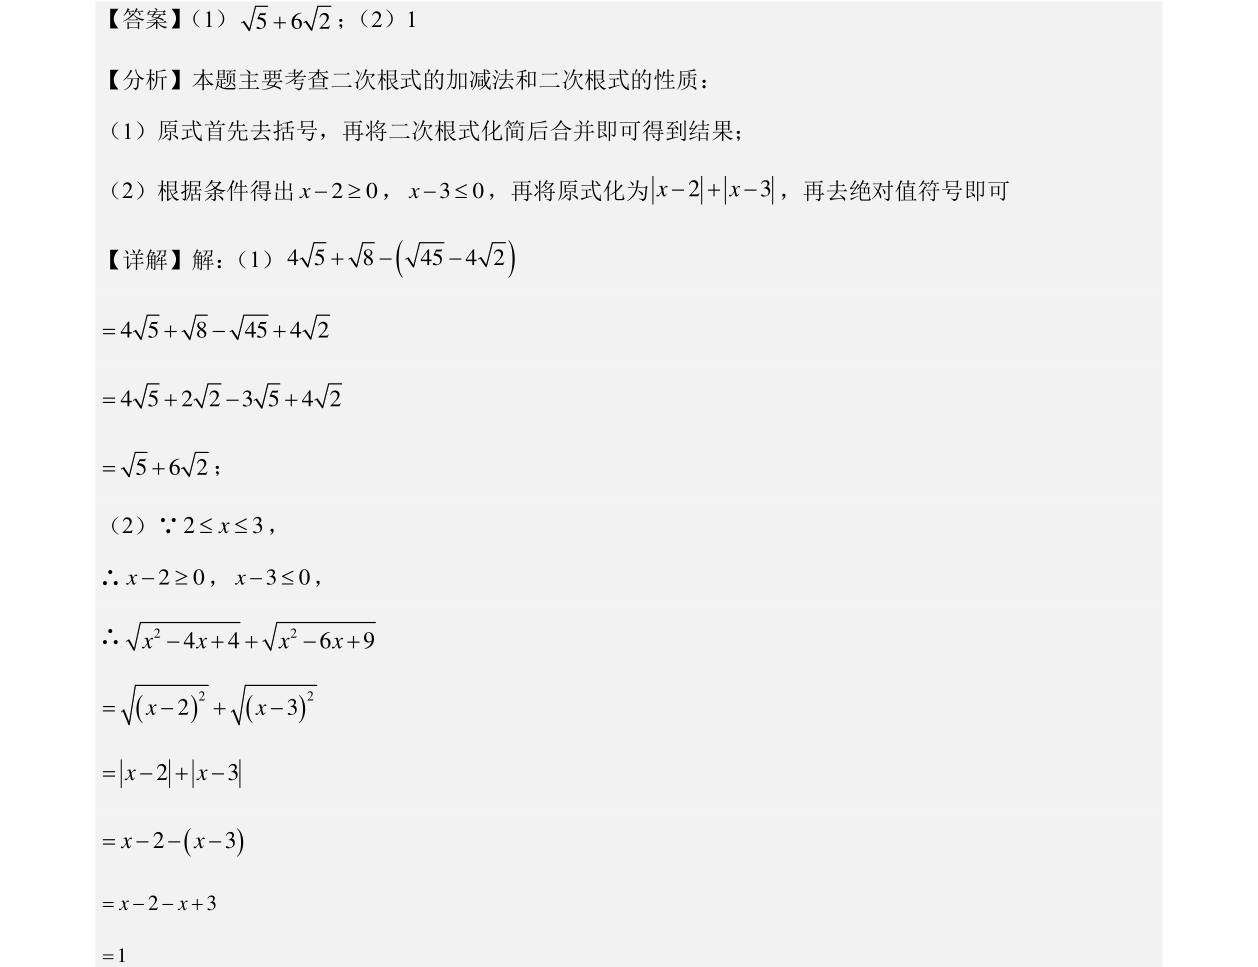 【答案】（1）√5+6√2；（2）1
【分析】本题主要考查二次根式的加减法和二次根式的性质：
（1）原式首先去括号，再将二次根式化简后合并即可得到结果；
（2）根据条件得出 x−2≥0，x−3≤0，再将原式化为|x−2|+|x−3|，再去绝对值符号即可
【详解】解：（1）4√5+√8−(√45−4√2)
=4√5+√8−√45+4√2
=4√5+2√2−3√5+4√2
=√5+6√2；
（2）∵2≤x≤3，
∴x−2≥0，x−3≤0，
∴√(x²−4x+4)+√(x²−6x+9)
=√((x−2)²)+√((x−3)²)
=|x−2|+|x−3|
=x−2−(x−3)
=x−2−x+3
=1